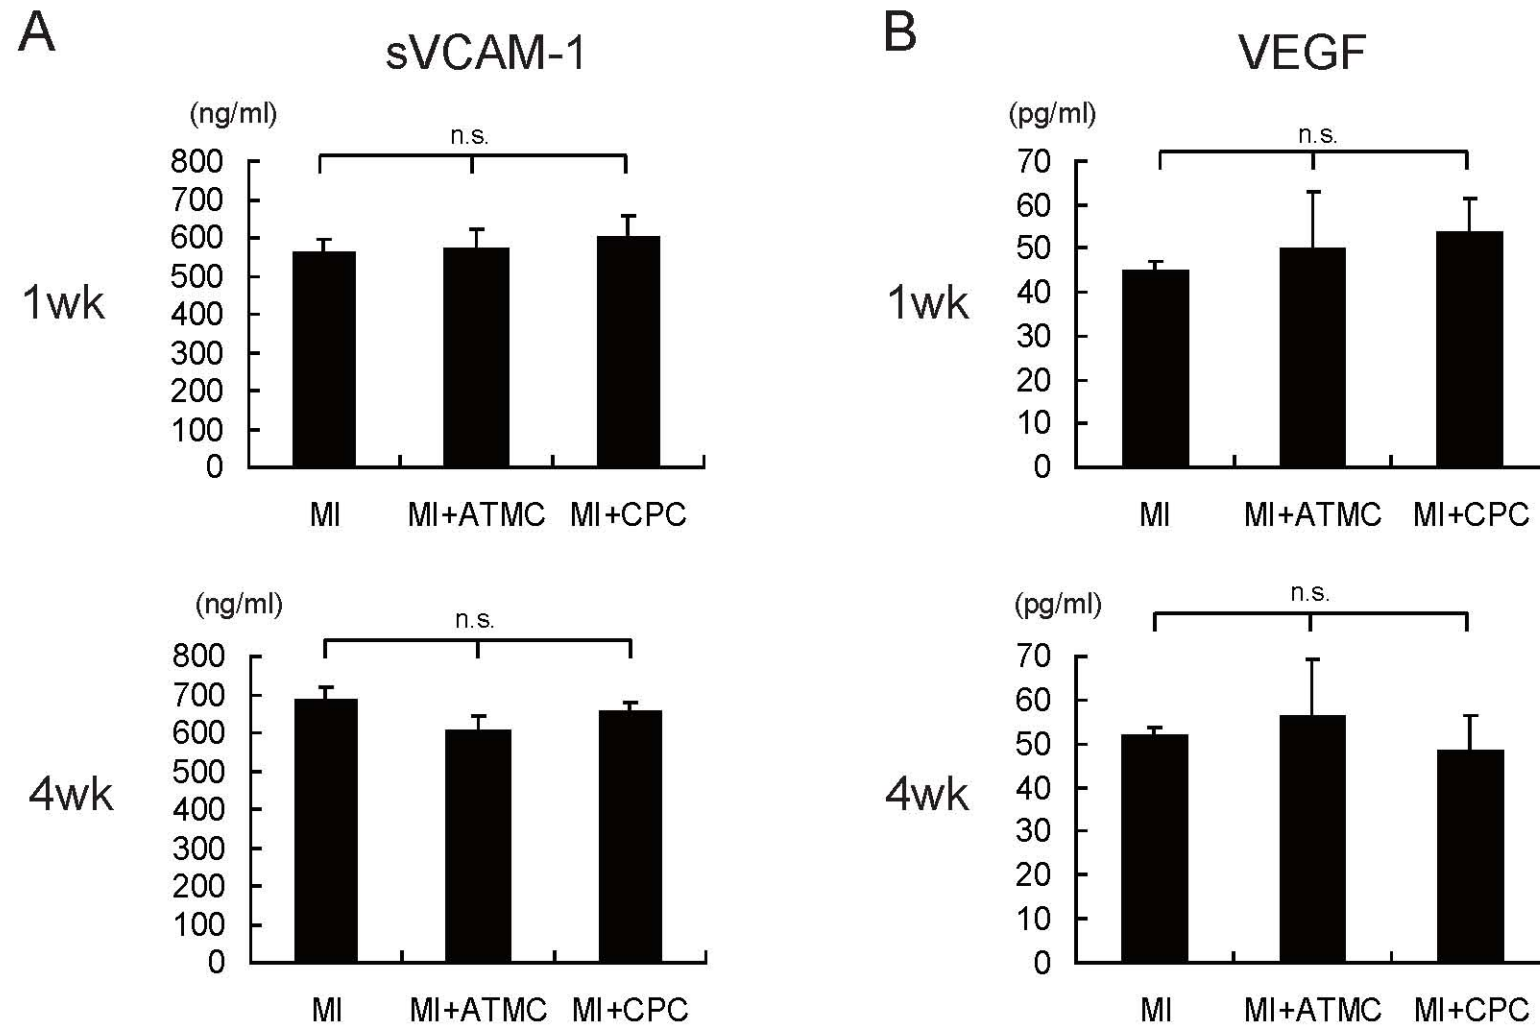 A
sVCAM-1
(ng/ml)
n.s.
800
700
600
500
400
300
200
100
0
1wk
MI MI+ATMC MI+CPC
(ng/ml)
n.s.
800
700
600
500
400
300
200
100
0
4wk
MI MI+ATMC MI+CPC
B
VEGF
(pg/ml)
n.s.
70
60
50
40
30
20
10
0
1wk
MI MI+ATMC MI+CPC
(pg/ml)
n.s.
70
60
50
40
30
20
10
0
4wk
MI MI+ATMC MI+CPC